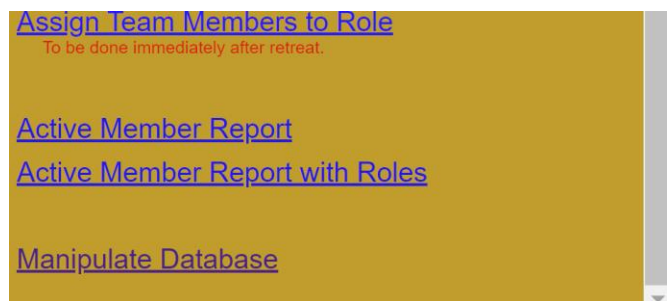 Assign Team Members to Role
To be done immediately after retreat.
Active Member Report
Active Member Report with Roles
Manipulate Database